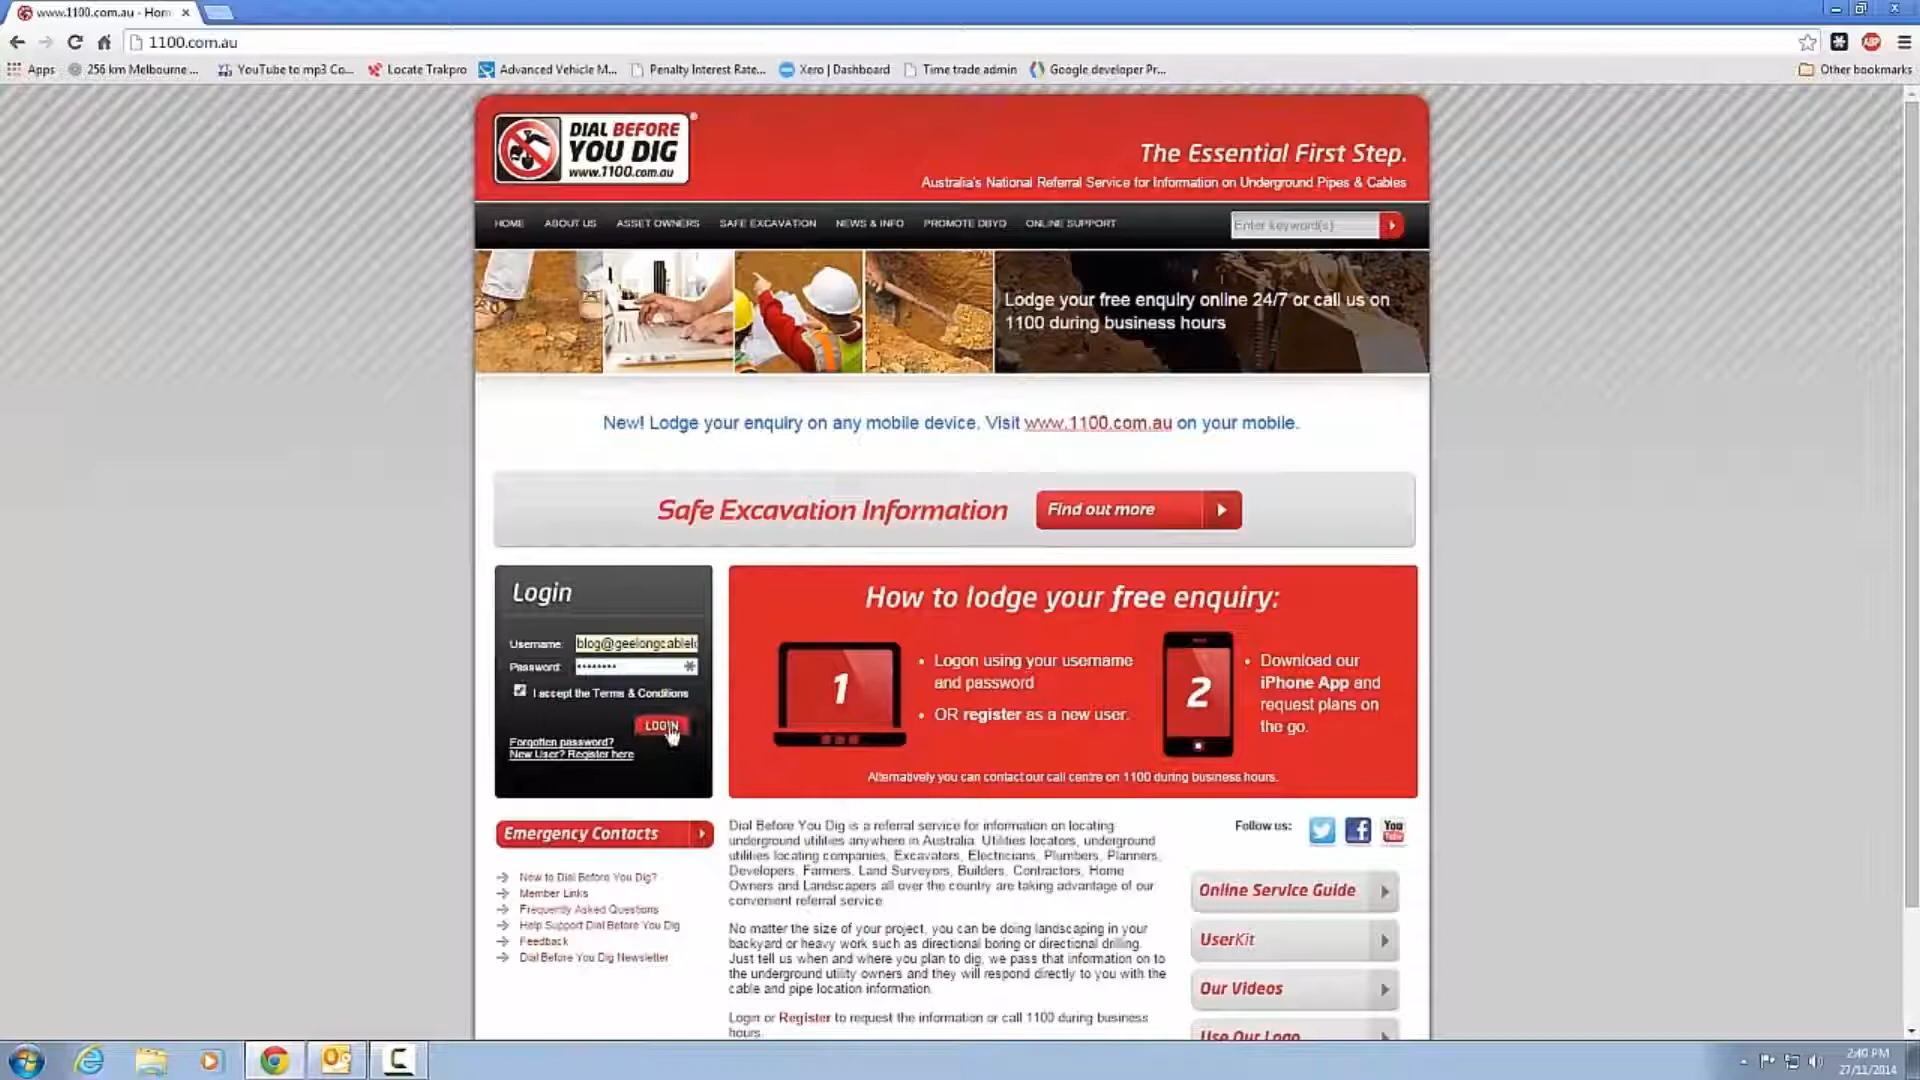 www.1100.com.au - Hom
1100.com.au
Apps
256 km Melbourne ...
YouTube to mp3 Co...
Locate Trakpro
Advanced Vehicle M...
Penalty Interest Rate...
Xero | Dashboard
Time trade admin
Google developer Pr...
Other bookmarks
DIAL BEFORE
YOU DIG
www.1100.com.au
The Essential First Step.
Australia's National Referral Service for Information on Underground Pipes & Cables
HOME
ABOUT US
ASSET OWNERS
SAFE EXCAVATION
NEWS & INFO
PROMOTE DBYD
ONLINE SUPPORT
Enter keyword(s)
Lodge your free enquiry online 24/7 or call us on
1100 during business hours
New! Lodge your enquiry on any mobile device. Visit www.1100.com.au on your mobile.
Safe Excavation Information
Find out more
Login
Username:
blog@geelongcablelo
Password:
I accept the Terms & Conditions
LOGIN
Forgotten password?
New User? Register here
How to lodge your free enquiry:
1
Logon using your username
and password
OR register as a new user.
2
Download our
iPhone App and
request plans on
the go.
Alternatively you can contact our call centre on 1100 during business hours.
Emergency Contacts
New to Dial Before You Dig?
Member Links
Frequently Asked Questions
Help Support Dial Before You Dig
Feedback
Dial Before You Dig Newsletter
Dial Before You Dig is a referral service for information on locating
underground utilities anywhere in Australia. Utilities locators, underground
utilities locating companies, Excavators, Electricians, Plumbers, Planners,
Developers, Farmers, Land Surveyors, Builders, Contractors, Home
Owners and Landscapers all over the country are taking advantage of our
convenient referral service.
No matter the size of your project, you can be doing landscaping in your
backyard or heavy work such as directional boring or directional drilling.
Just tell us when and where you plan to dig, we pass that information on to
the underground utility owners and they will respond directly to you with the
cable and pipe location information.
Login or Register to request the information or call 1100 during business
hours.
Follow us:
You
Tube
Online Service Guide
UserKit
Our Videos
Use Our Logo
2:40 PM
27/11/2014